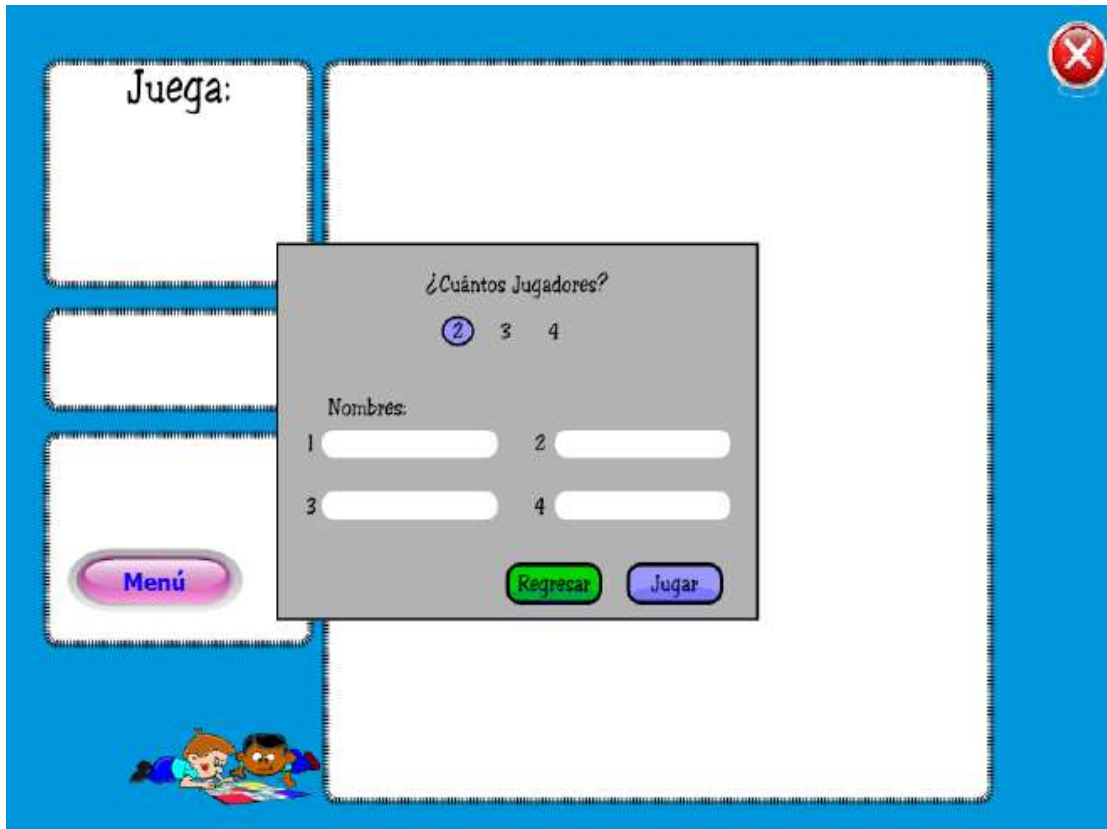 Juega:
¿Cuántos Jugadores?
2 3 4
Nombres:
1 2
3 4
Regresar Jugar
Menú